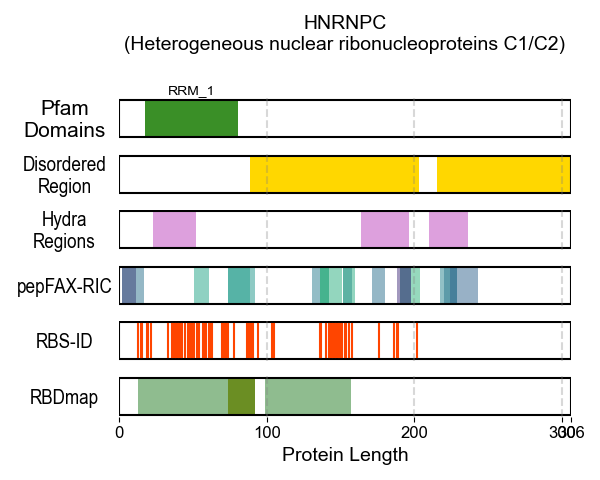 HNRNPC
(Heterogeneous nuclear ribonucleoproteins C1/C2)
RRM_1
Pfam
Domains
Disordered
Region
Hydra
Regions
pepFAX-RIC
RBS-ID
RBDmap
0 100 200 300 306
Protein Length